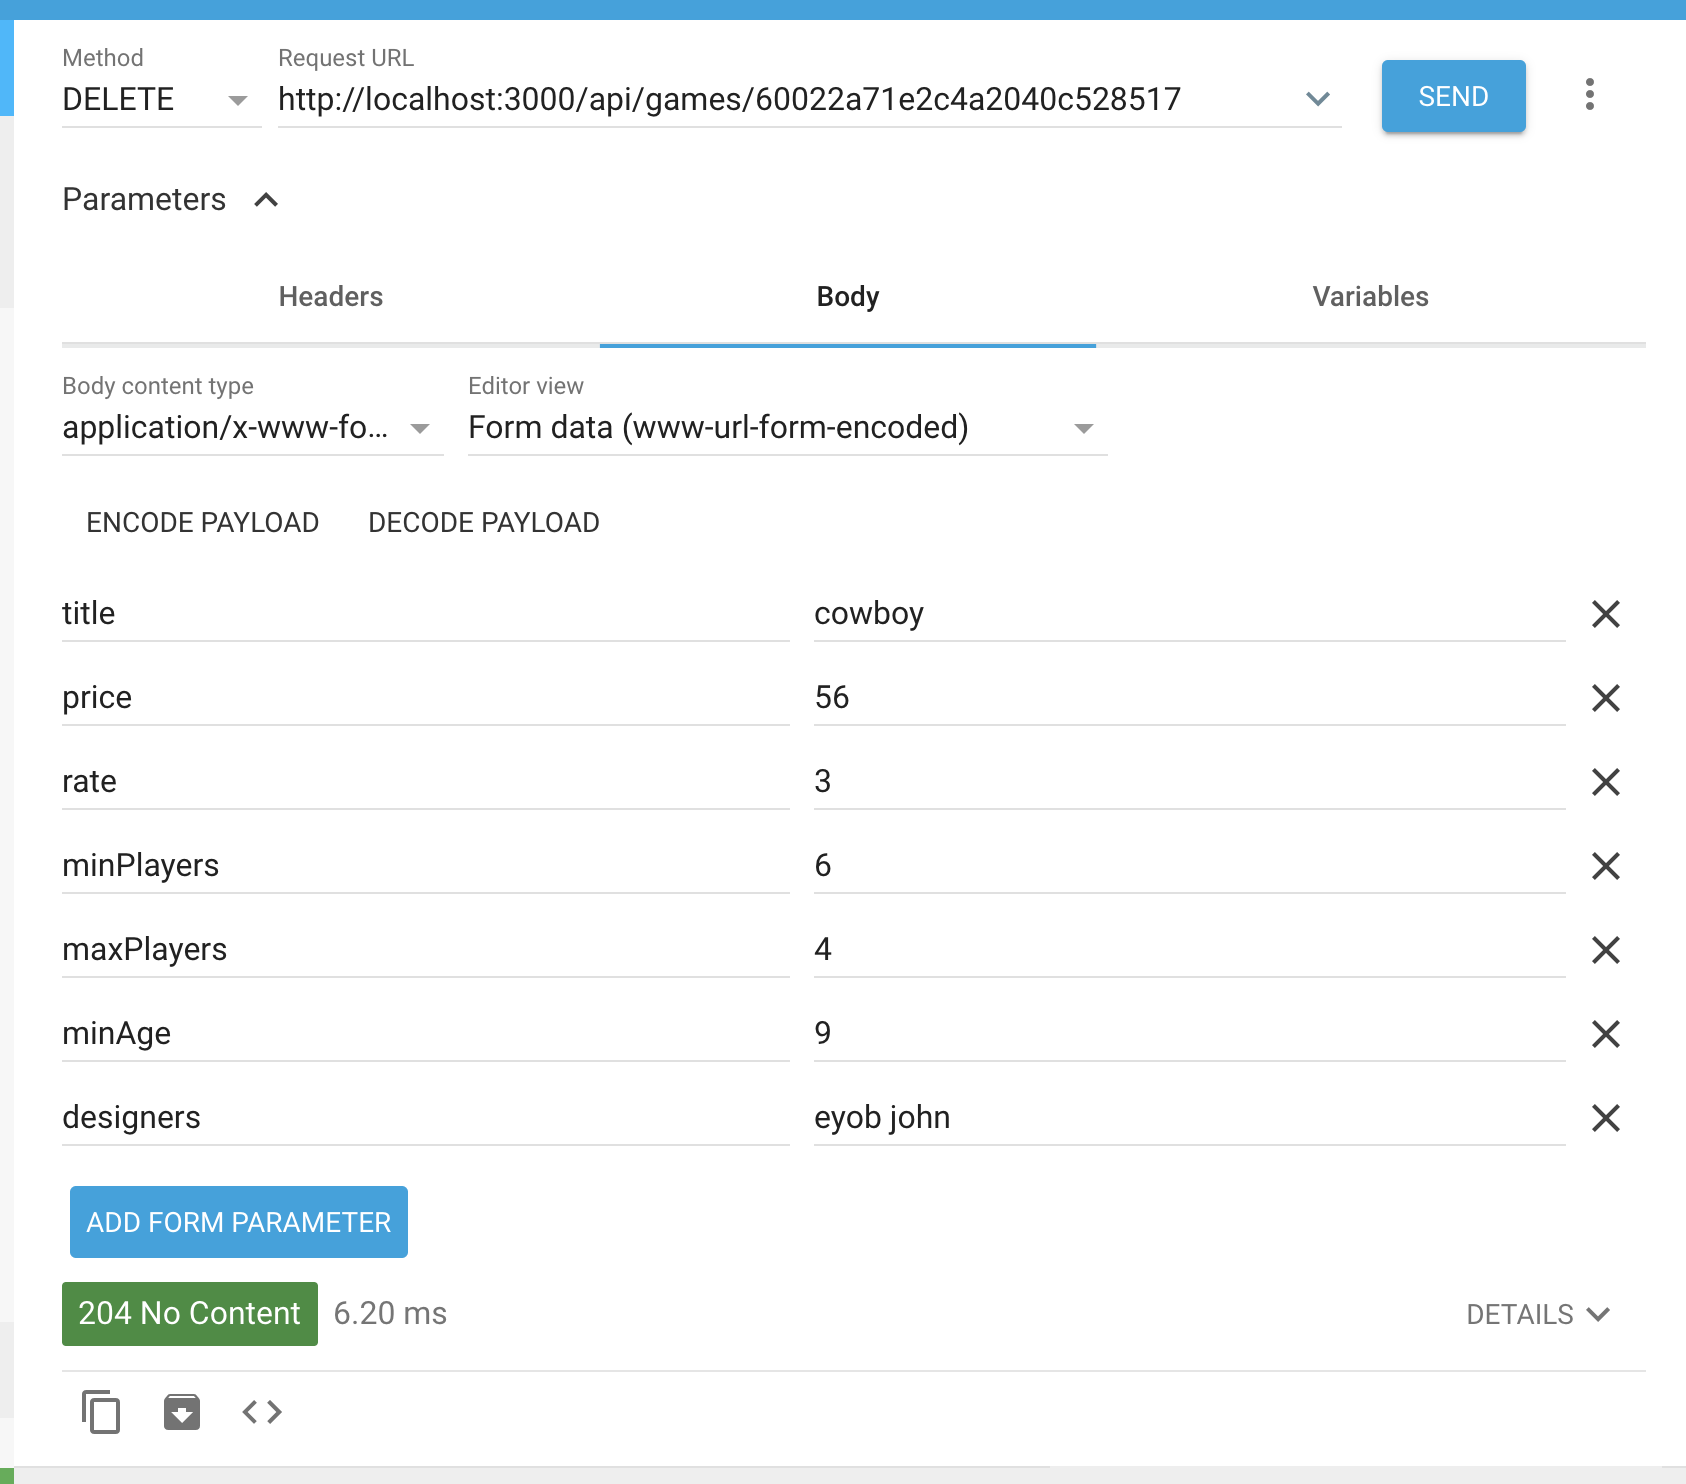 Method Request URL
DELETE http://localhost:3000/api/games/60022a71e2c4a2040c528517 SEND
Parameters
Headers Body Variables
Body content type Editor view
application/x-www-fo... Form data (www-url-form-encoded)
ENCODE PAYLOAD DECODE PAYLOAD
title cowboy
price 56
rate 3
minPlayers 6
maxPlayers 4
minAge 9
designers eyob john
ADD FORM PARAMETER
204 No Content 6.20 ms DETAILS